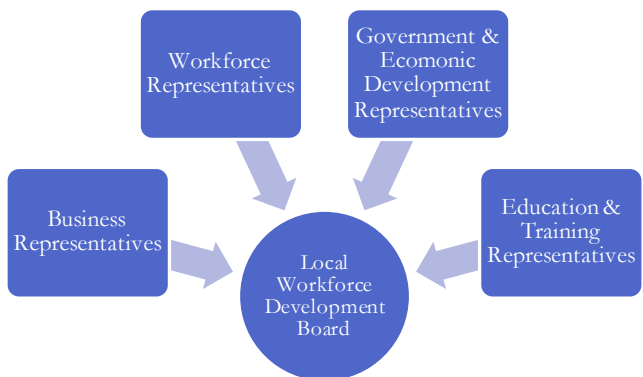 Business
Representatives
Workforce
Representatives
Government &
Ecomonic
Development
Representatives
Education &
Training
Representatives
Local
Workforce
Development
Board